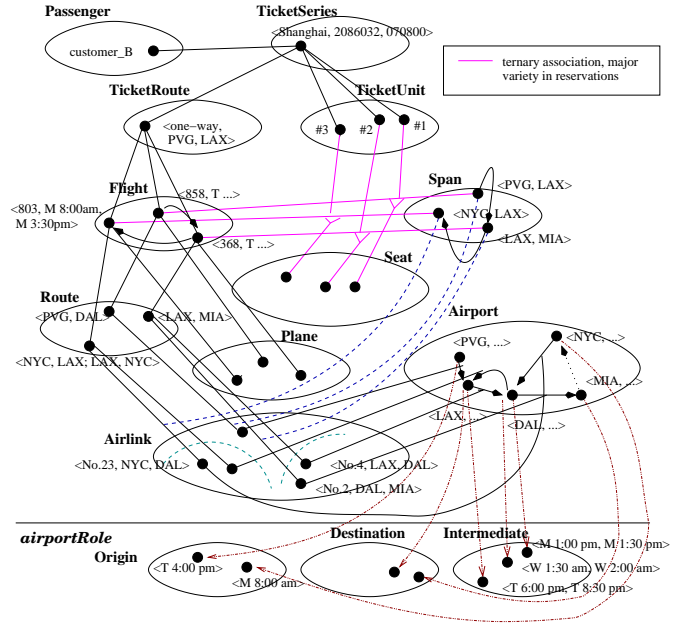 Passenger
TicketSeries
<Shanghai, 2086032, 070800>
customer_B
ternary association, major
variety in reservations
TicketRoute
TicketUnit
<one-way,
PVG, LAX>
#3
#2
#1
Flight
Span
<858, T ...>
<PVG, LAX>
<803, M 8:00am,
M 3:30pm>
<NYC, LAX>
<368, T ...>
<LAX, MIA>
Seat
Route
Airport
<PVG, DAL>
<LAX, MIA>
Plane
<NYC, ...>
<PVG, ...>
<NYC, LAX; LAX, NYC>
<MIA, ...>
<LAX, ...>
<DAL, ...>
Airlink
<No.23, NYC, DAL>
<No.4, LAX, DAL>
<No.2, DAL, MIA>
airportRole
Origin
Destination
Intermediate
<T 4:00 pm>
<M 8:00 am>
<M 1:00 pm, M 1:30 pm>
<W 1:30 am, W 2:00 am>
<T 6:00 pm, T 8:30 pm>